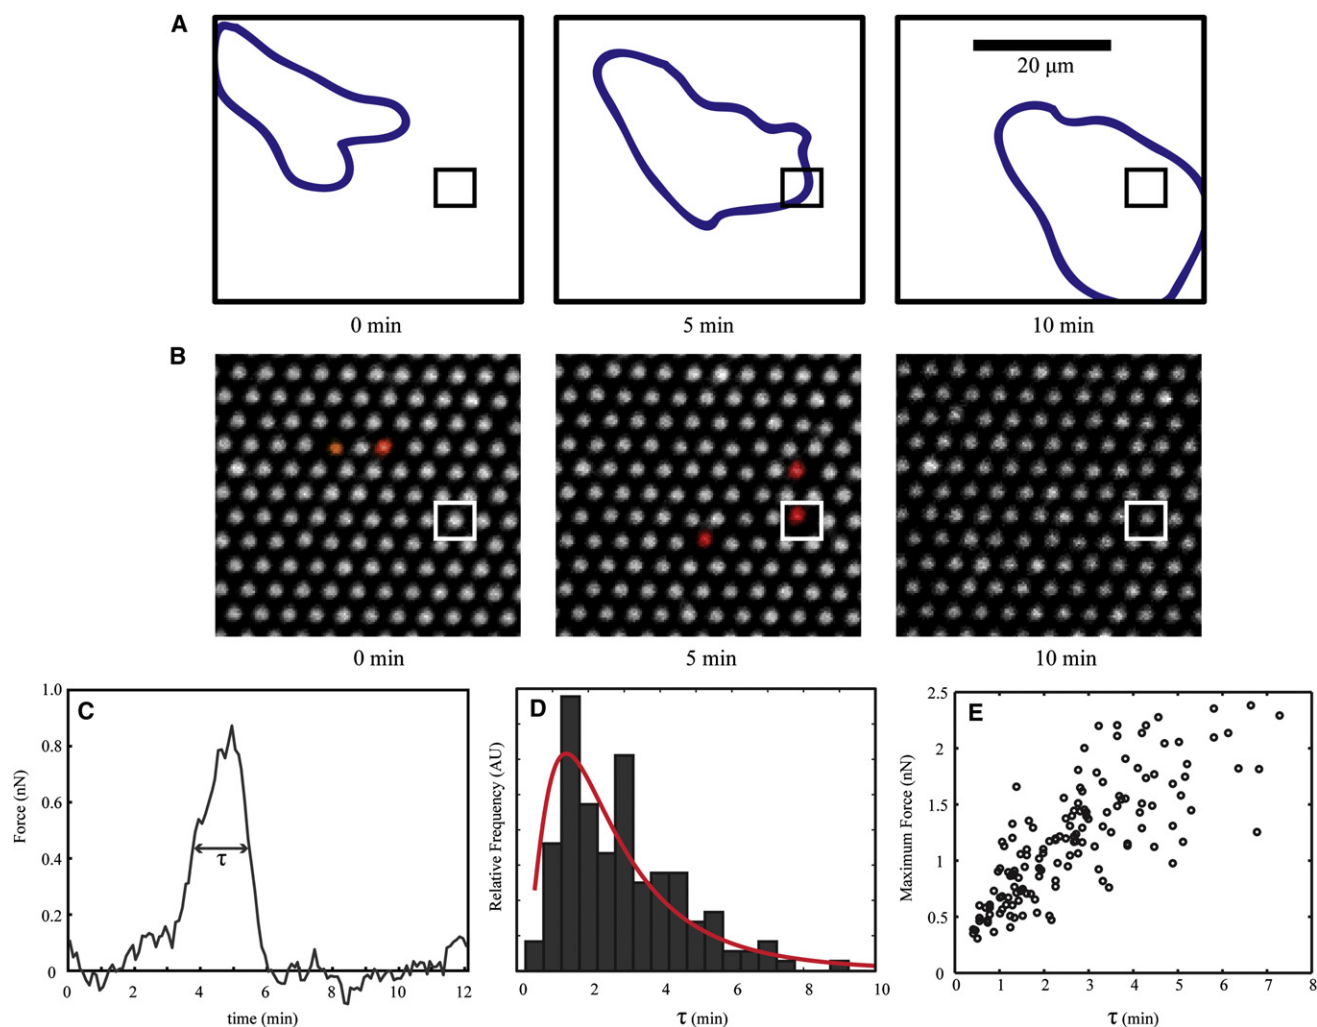 A
20 μm
0 min
5 min
10 min
B
0 min
5 min
10 min
C
Force (nN)
1.0
0.8
0.6
0.4
0.2
0
τ
0 2 4 6 8 10 12
time (min)
D
Relative Frequency (AU)
0 2 4 6 8 10
τ (min)
E
Maximum Force (nN)
2.5
2
1.5
1
0.5
0
0 1 2 3 4 5 6 7 8
τ (min)